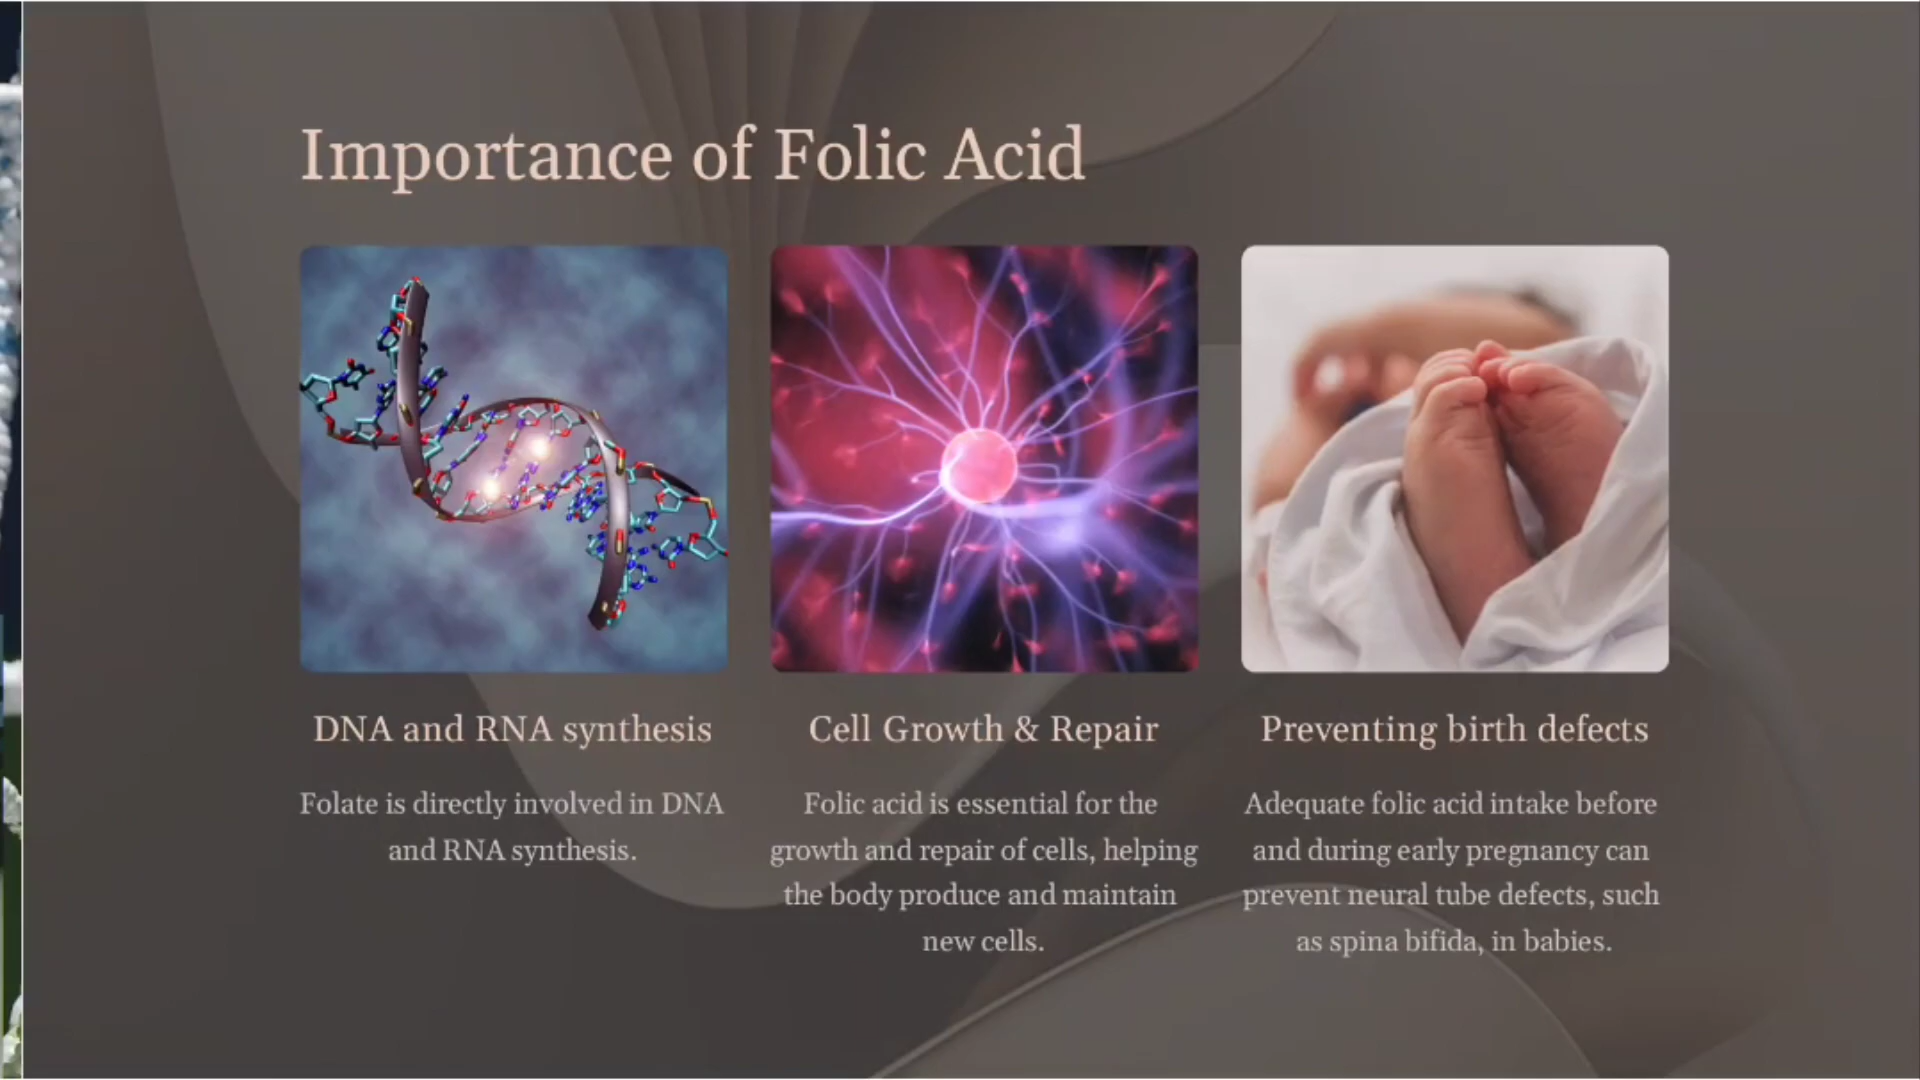 Importance of Folic Acid
DNA and RNA synthesis
Folate is directly involved in DNA
and RNA synthesis.
Cell Growth & Repair
Folic acid is essential for the
growth and repair of cells, helping
the body produce and maintain
new cells.
Preventing birth defects
Adequate folic acid intake before
and during early pregnancy can
prevent neural tube defects, such
as spina bifida, in babies.